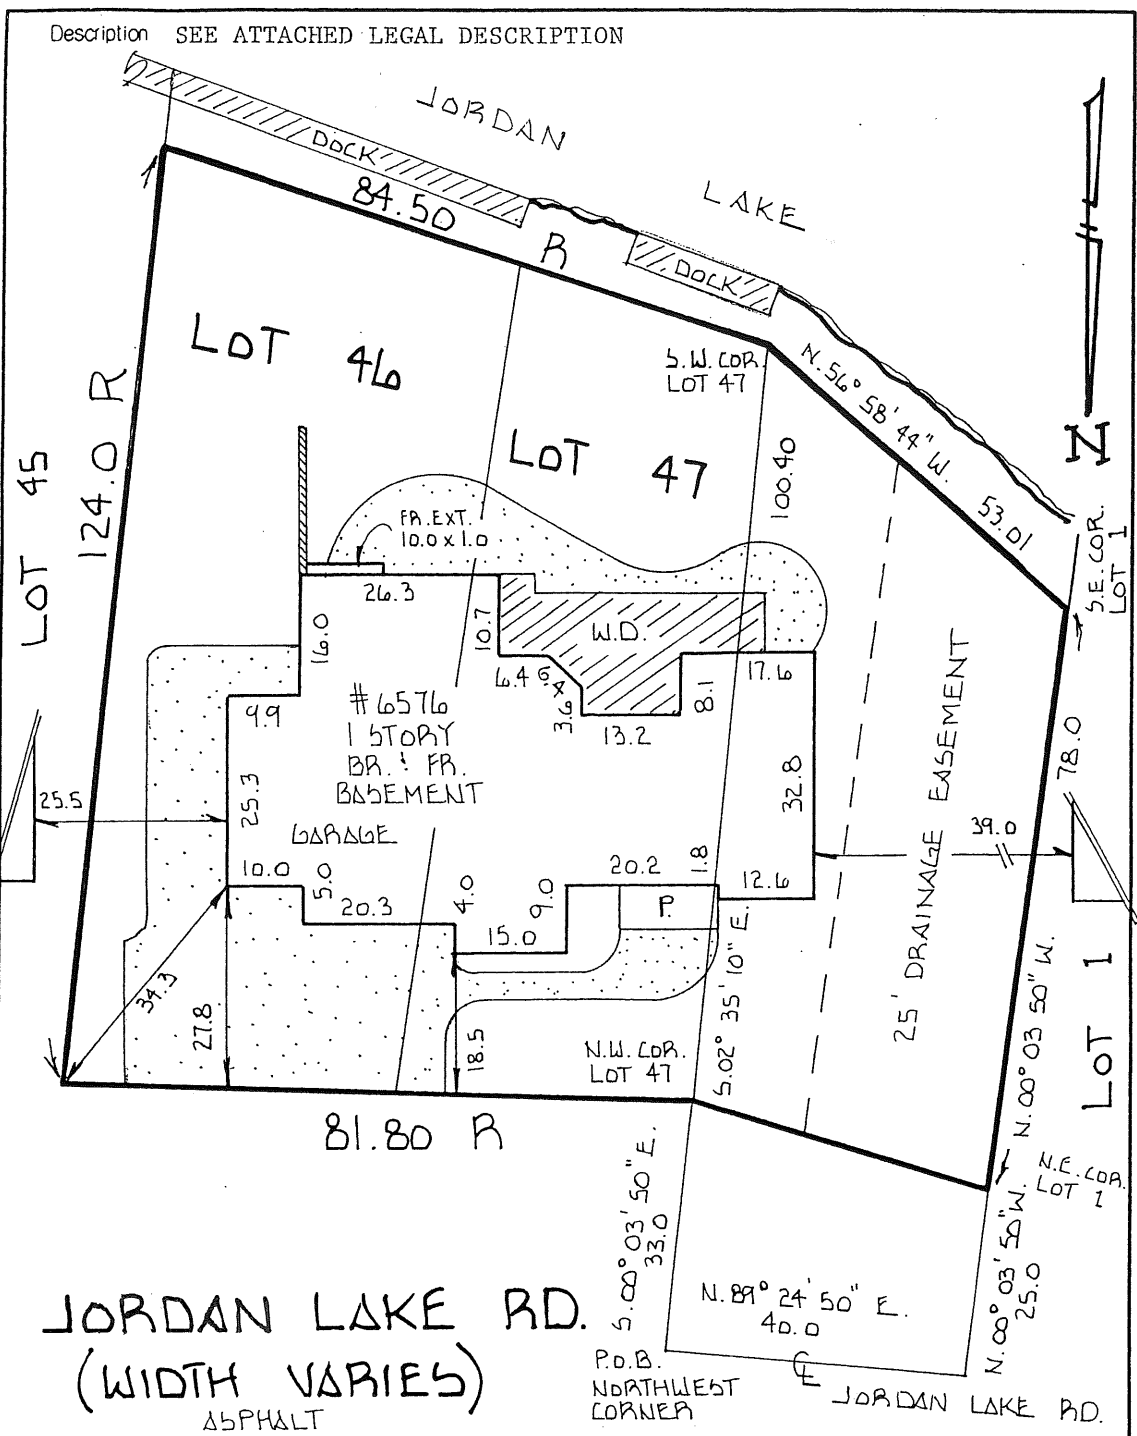 Description SEE ATTACHED LEGAL DESCRIPTION
JORDAN
LAKE
DOCK
84.50
R
DOCK
N
LOT 46
S.W. COR.
LOT 47
N. 56° 58' 44" W.
53.01
124.0 R
LOT 45
LOT 47
100.40
FR. EXT.
10.0 x 1.0
S.E. COR.
LOT 1
26.3
16.0
10.7
W.D.
6.4
6.4
3.6
13.2
8.1
17.6
9.9
#6576
1 STORY
BR. & FR.
BASEMENT
GARAGE
25.5
25.3
32.8
25' DRAINAGE EASEMENT
78.0
39.0
10.0
5.0
20.3
4.0
15.0
9.0
20.2
1.8
12.6
P.
34.3
27.8
18.5
S. 02° 35' 10" E.
N. 00° 03' 50" W.
LOT 1
N.W. COR.
LOT 47
81.80 R
N.E. COR.
LOT 1
S. 00° 03' 50" E.
33.0
N. 00° 03' 50" W.
25.0
N. 89° 24' 50" E.
40.0
JORDAN LAKE RD.
(WIDTH VARIES)
ASPHALT
P.O.B.
NORTHWEST
CORNER
CL
JORDAN LAKE RD.